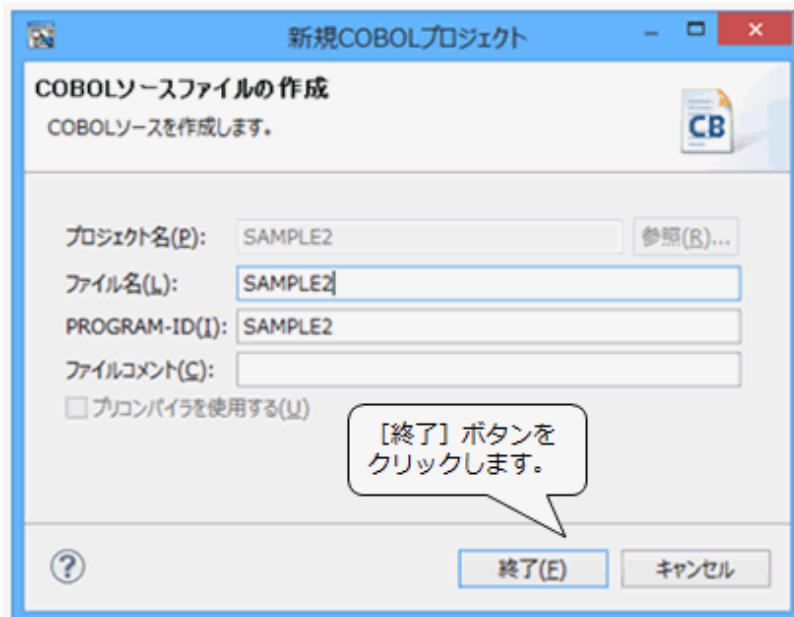 新規COBOLプロジェクト
COBOLソースファイルの作成
COBOLソースを作成します。
CB
プロジェクト名(P): SAMPLE2 参照(R)...
ファイル名(L): SAMPLE2
PROGRAM-ID(I): SAMPLE2
ファイルコメント(C):
プリコンパイラを使用する(U)
［終了］ボタンを
クリックします。
終了(F) キャンセル